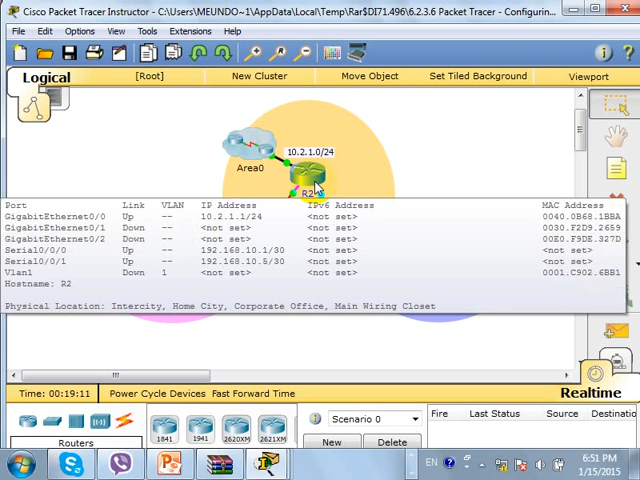 Cisco Packet Tracer Instructor - C:\Users\MEUNDO~1\AppData\Local\Temp\Rar$DI71.496\6.2.3.6 Packet Tracer - Configurin...
File Edit Options View Tools Extensions Help
Logical [Root] New Cluster Move Object Set Tiled Background Viewport
10.2.1.0/24
Area0
R2
Port Link VLAN IP Address IPv6 Address MAC Address
GigabitEthernet0/0 Up -- 10.2.1.1/24 <not set> 0040.0B68.1BBA
GigabitEthernet0/1 Down -- <not set> <not set> 0030.F2D9.2659
GigabitEthernet0/2 Down -- <not set> <not set> 00E0.F9DE.327D
Serial0/0/0 Up -- 192.168.10.1/30 <not set> <not set>
Serial0/0/1 Up -- 192.168.10.5/30 <not set> <not set>
Vlan1 Down 1 <not set> <not set> 0001.C902.6BB1
Hostname: R2
Physical Location: Intercity, Home City, Corporate Office, Main Wiring Closet
Time: 00:19:11 Power Cycle Devices Fast Forward Time Realtime
Routers
1841 1941 2620XM 2621XM
Scenario 0
New Delete
Fire Last Status Source Destinatio
EN 6:51 PM
1/15/2015